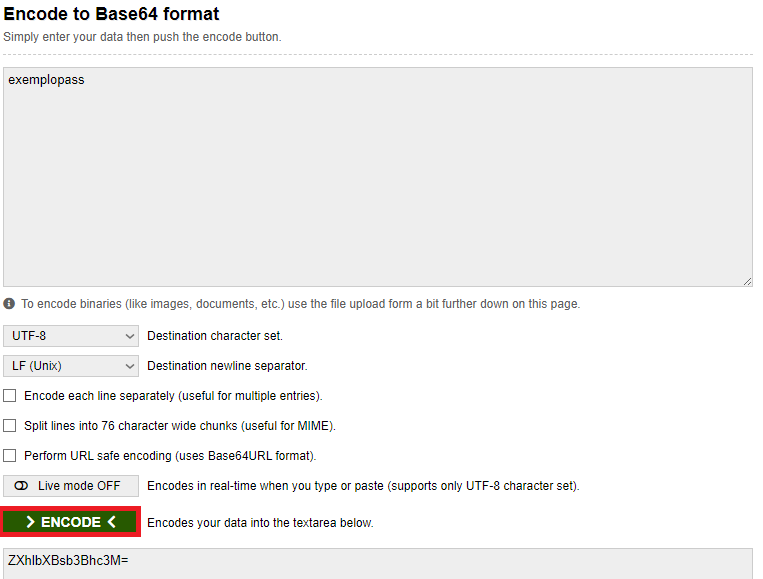 Encode to Base64 format
Simply enter your data then push the encode button.
exemplopass
To encode binaries (like images, documents, etc.) use the file upload form a bit further down on this page.
UTF-8 Destination character set.
LF (Unix) Destination newline separator.
Encode each line separately (useful for multiple entries).
Split lines into 76 character wide chunks (useful for MIME).
Perform URL safe encoding (uses Base64URL format).
Live mode OFF Encodes in real-time when you type or paste (supports only UTF-8 character set).
> ENCODE < Encodes your data into the textarea below.
ZXhlbXBsb3Bhc3M=